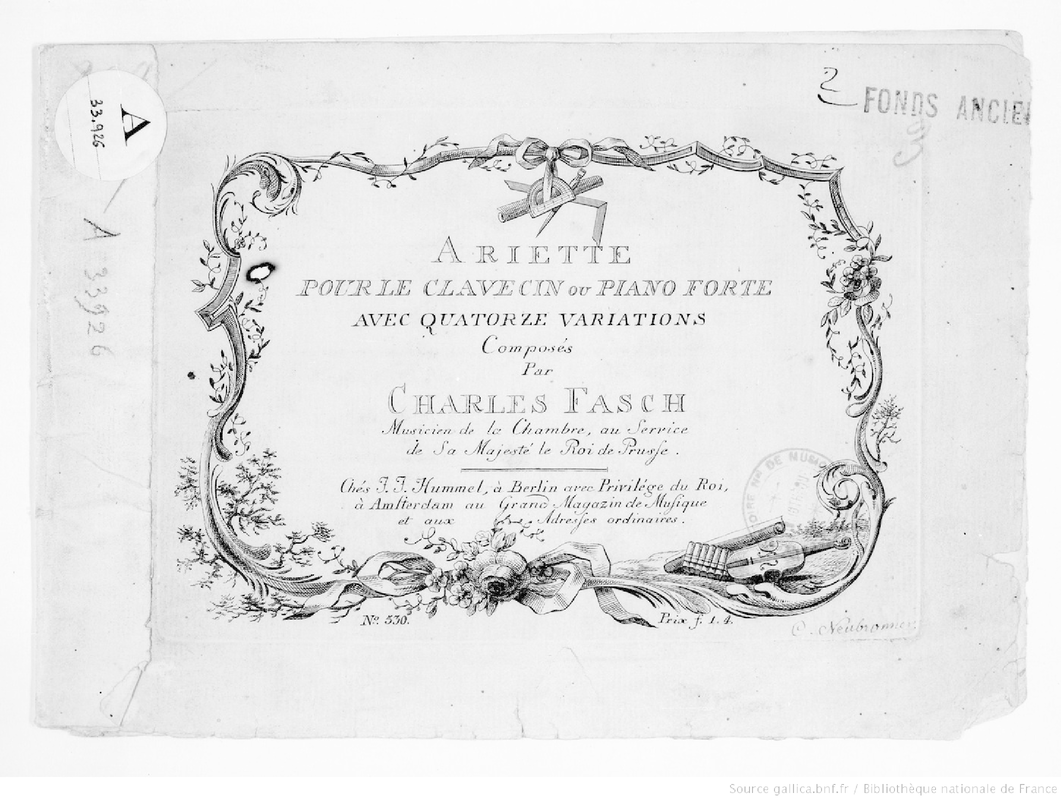 A
33.926
A 33926
2
FONDS ANCIEN
ARIETTE
POUR LE CLAVECIN OU PIANO FORTE
AVEC QUATORZE VARIATIONS
Composés
Par
CHARLES FASCH
Musicien de la Chambre, au Service
de Sa Majesté le Roi de Prusse.
Chés J. J. Hummel, à Berlin avec Privilége du Roi,
à Amsterdam au Grand Magazin de Musique
et aux Adresses ordinaires.
DE MUSI
No. 530.
Prix f. 1. 4.
C. Neubronner
Source gallica.bnf.fr / Bibliothèque nationale de France